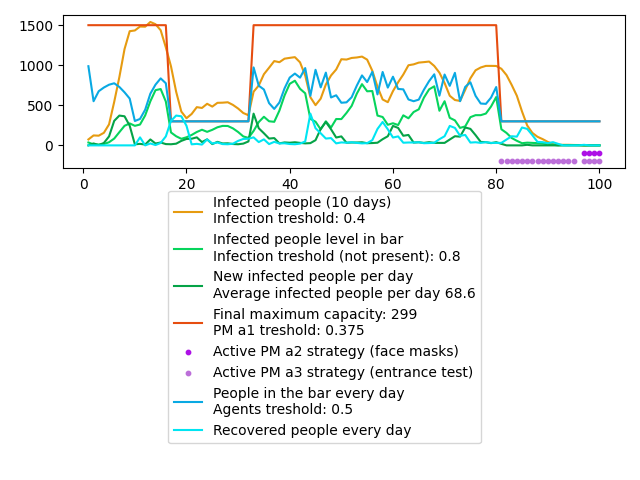 1500
1000
500
0
0
20
40
60
80
100
Infected people (10 days)
Infection treshold: 0.4
Infected people level in bar
Infection treshold (not present): 0.8
New infected people per day
Average infected people per day 68.6
Final maximum capacity: 299
PM a1 treshold: 0.375
Active PM a2 strategy (face masks)
Active PM a3 strategy (entrance test)
People in the bar every day
Agents treshold: 0.5
Recovered people every day